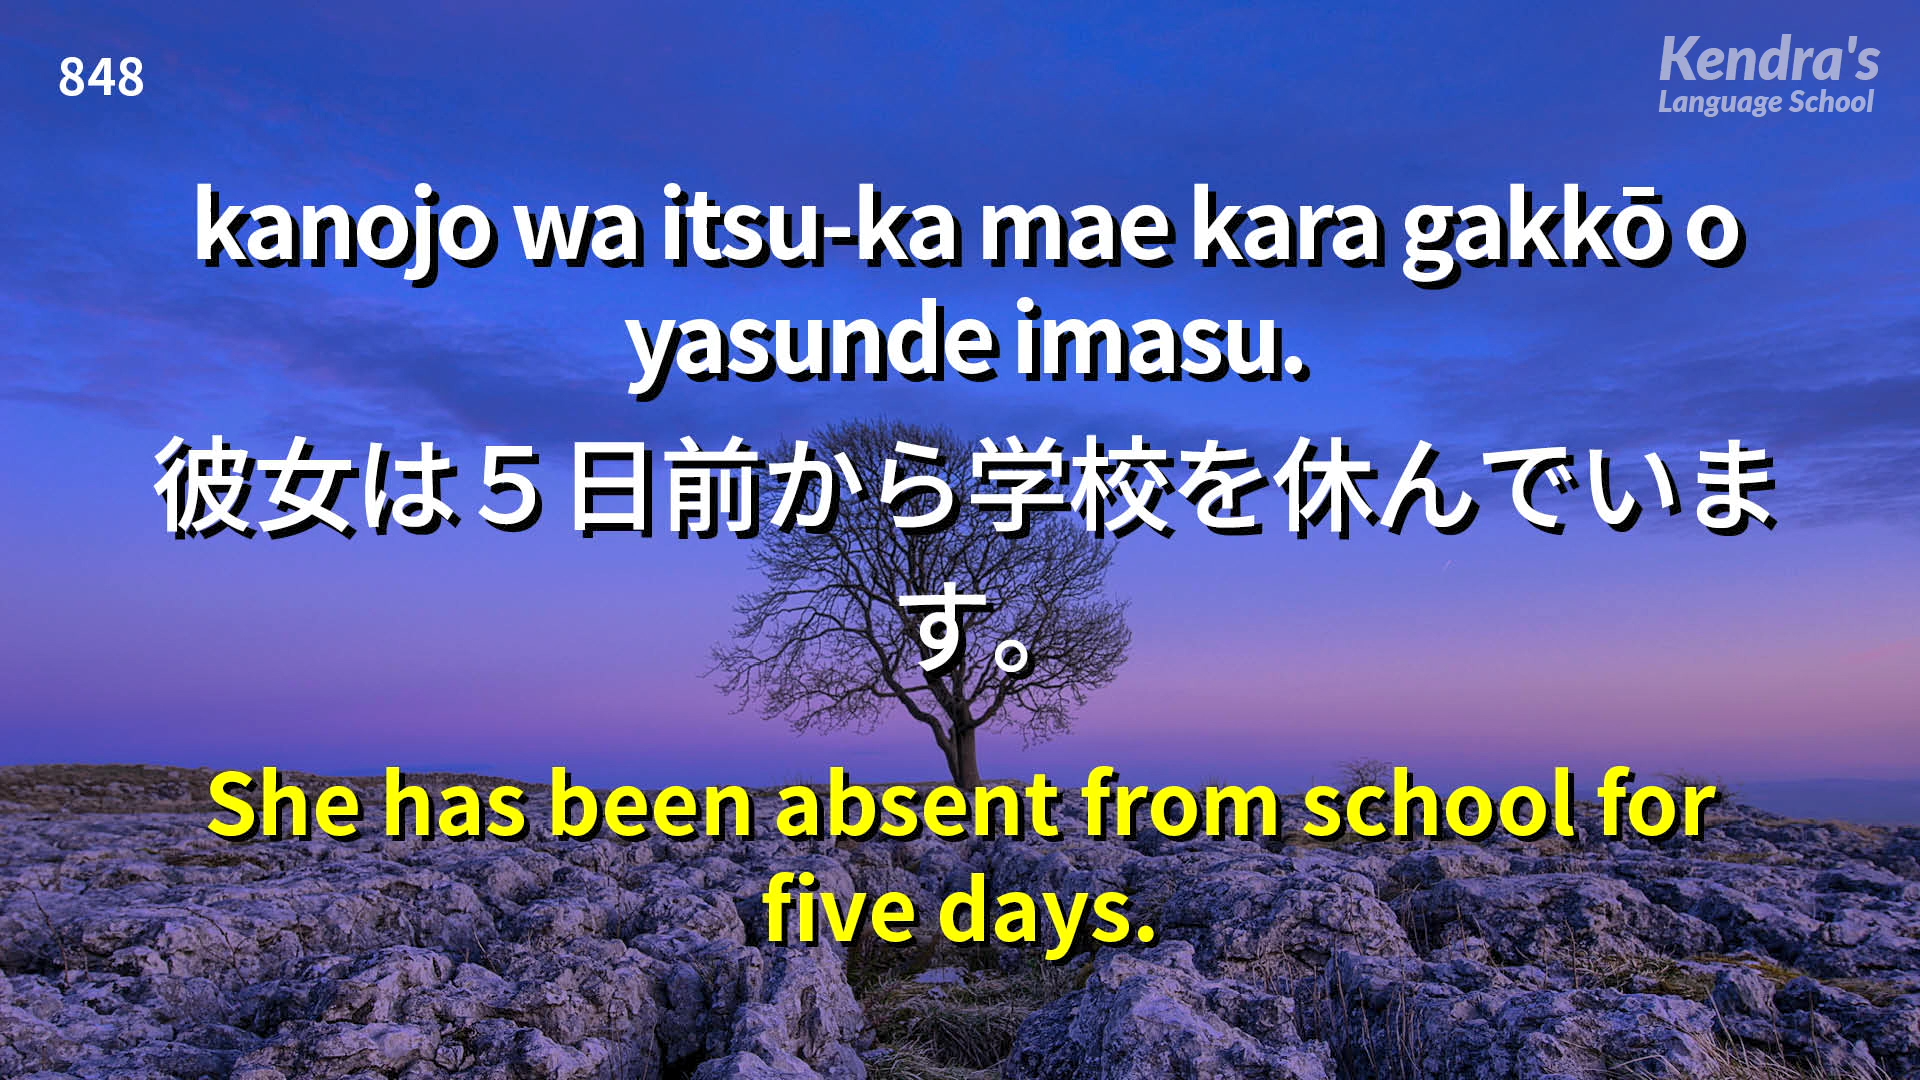 848
Kendra's
Language School
kanojo wa itsu-ka mae kara gakkō o
yasunde imasu.
彼女は５日前から学校を休んでいま
す。
She has been absent from school for
five days.